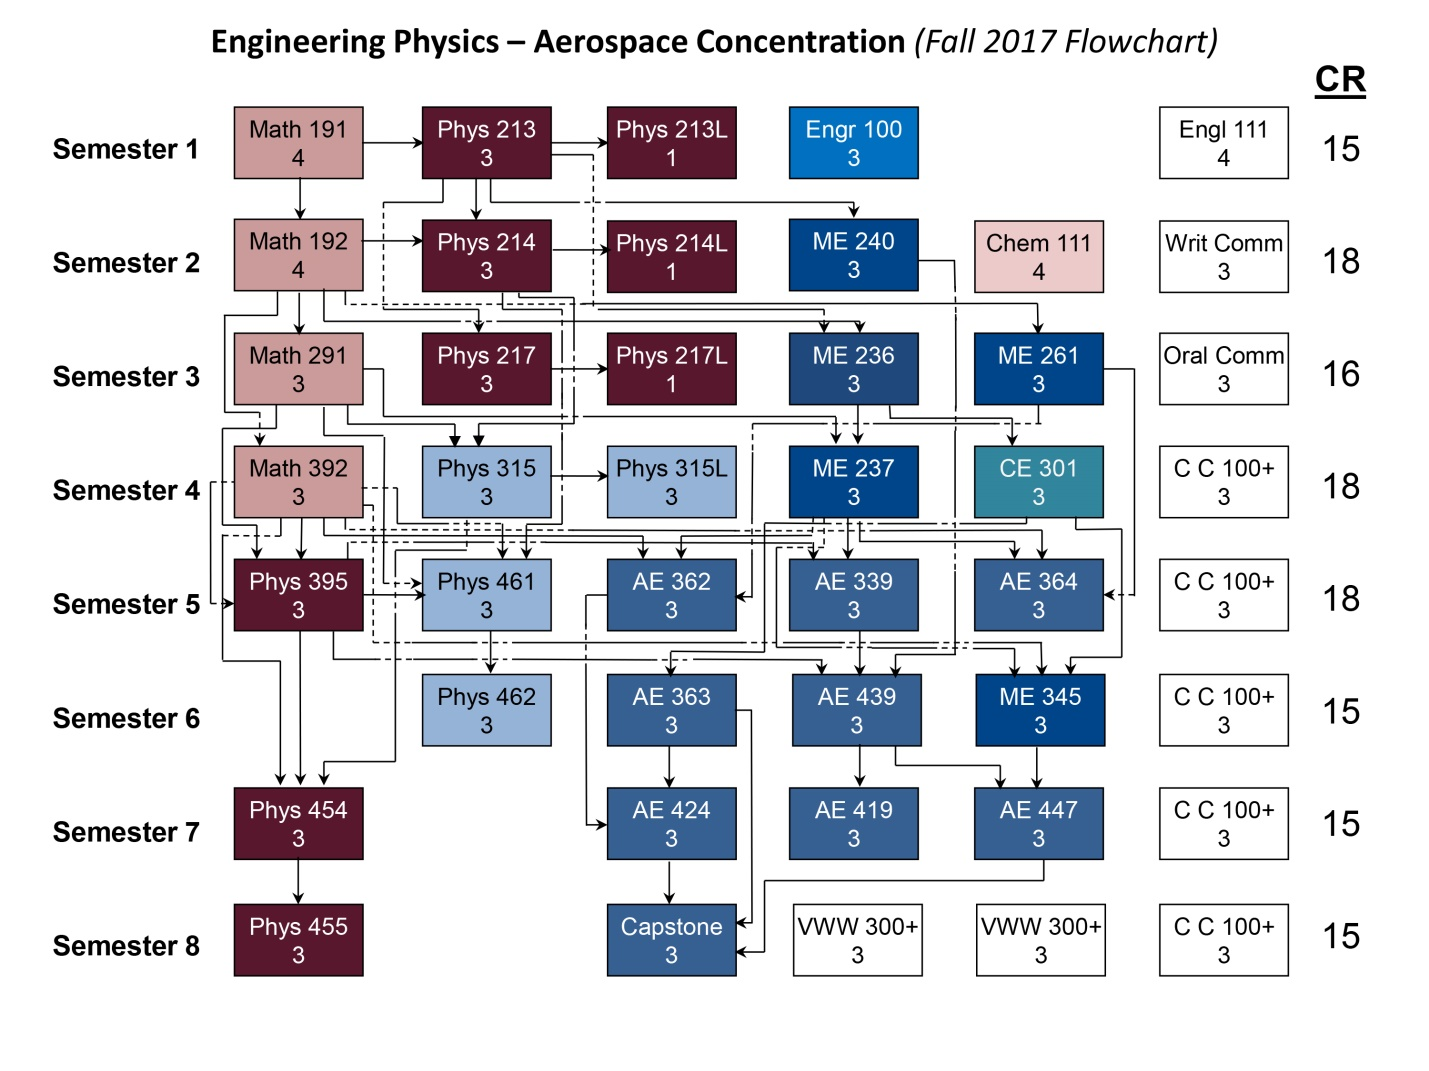 Engineering Physics – Aerospace Concentration (Fall 2017 Flowchart)
CR
Semester 1
Math 191
4
Phys 213
3
Phys 213L
1
Engr 100
3
Engl 111
4
15
Semester 2
Math 192
4
Phys 214
3
Phys 214L
1
ME 240
3
Chem 111
4
Writ Comm
3
18
Semester 3
Math 291
3
Phys 217
3
Phys 217L
1
ME 236
3
ME 261
3
Oral Comm
3
16
Semester 4
Math 392
3
Phys 315
3
Phys 315L
3
ME 237
3
CE 301
3
C C 100+
3
18
Semester 5
Phys 395
3
Phys 461
3
AE 362
3
AE 339
3
AE 364
3
C C 100+
3
18
Semester 6
Phys 462
3
AE 363
3
AE 439
3
ME 345
3
C C 100+
3
15
Semester 7
Phys 454
3
AE 424
3
AE 419
3
AE 447
3
C C 100+
3
15
Semester 8
Phys 455
3
Capstone
3
VWW 300+
3
VWW 300+
3
C C 100+
3
15